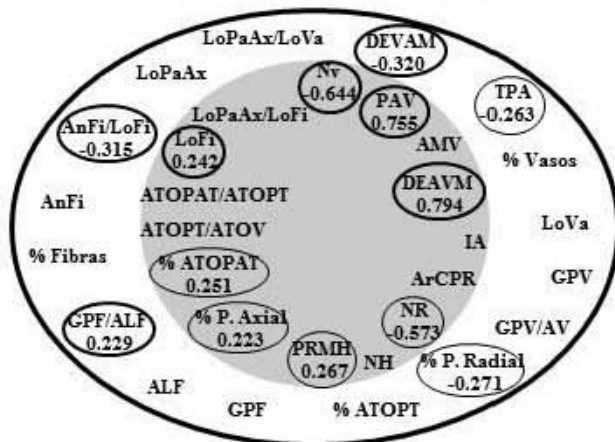 LoPaAx/LoVa
DEVAM
-0.320
LoPaAx
Nv
-0.644
TPA
-0.263
PAV
0.755
LoPaAx/LoFi
AnFi/LoFi
-0.315
LoFi
0.242
AMV
% Vasos
DEAVM
0.794
ATOPAT/ATOPT
AnFi
LoVa
ATOPT/ATOV
IA
% Fibras
% ATOPAT
0.251
ArCPR
GPV
GPF/ALF
0.229
% P. Axial
0.223
NR
-0.573
GPV/AV
PRMH
0.267
NH
% P. Radial
-0.271
ALF
GPF
% ATOPT